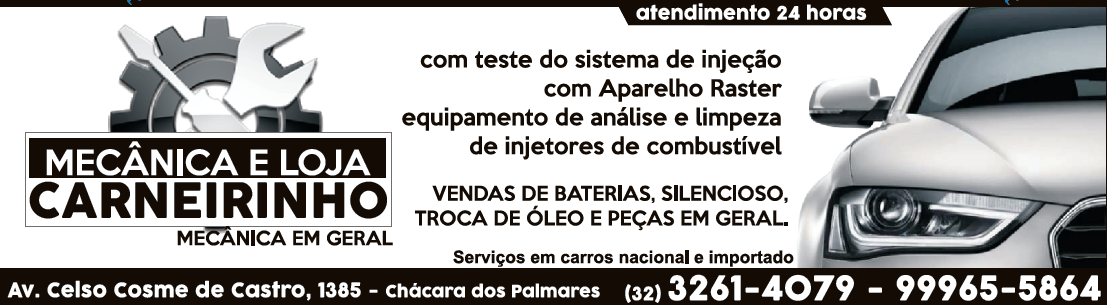 atendimento 24 horas
MECÂNICA E LOJA
CARNEIRINHO
MECÂNICA EM GERAL
com teste do sistema de injeção
com Aparelho Raster
equipamento de análise e limpeza
de injetores de combustível
VENDAS DE BATERIAS, SILENCIOSO,
TROCA DE ÓLEO E PEÇAS EM GERAL.
Serviços em carros nacional e importado
Av. Celso Cosme de Castro, 1385 - Chácara dos Palmares (32) 3261-4079 - 99965-5864